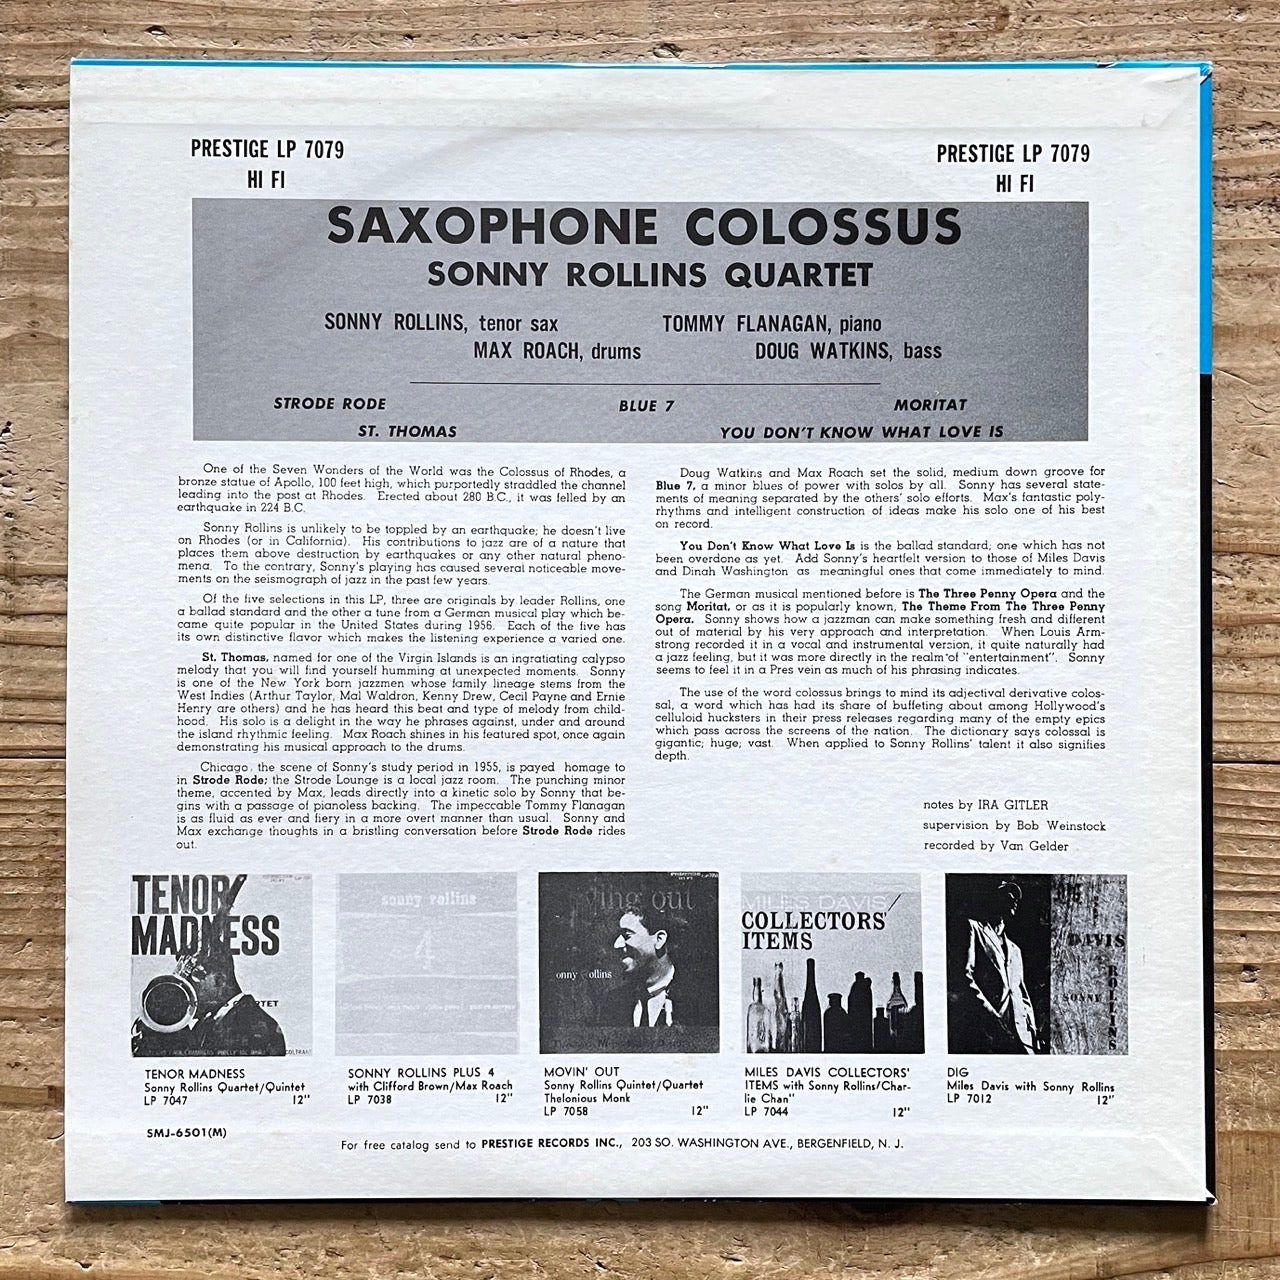 PRESTIGE LP 7079
HI FI
PRESTIGE LP 7079
HI FI
SAXOPHONE COLOSSUS
SONNY ROLLINS QUARTET
SONNY ROLLINS, tenor sax TOMMY FLANAGAN, piano
MAX ROACH, drums DOUG WATKINS, bass
STRODE RODE BLUE 7 MORITAT
ST. THOMAS YOU DON'T KNOW WHAT LOVE IS
One of the Seven Wonders of the World was the Colossus of Rhodes, a
bronze statue of Apollo, 100 feet high, which purportedly straddled the channel
leading into the post at Rhodes. Erected about 280 B.C., it was felled by an
earthquake in 224 B.C.
Sonny Rollins is unlikely to be toppled by an earthquake; he doesn't live
on Rhodes (or in California). His contributions to jazz are of a nature that
places them above destruction by earthquakes or any other natural pheno-
mena. To the contrary, Sonny's playing has caused several noticeable move-
ments on the seismograph of jazz in the past few years.
Of the five selections in this LP, three are originals by leader Rollins, one
a ballad standard and the other a tune from a German musical play which be-
came quite popular in the United States during 1956. Each of the five has
its own distinctive flavor which makes the listening experience a varied one.
St. Thomas, named for one of the Virgin Islands is an ingratiating calypso
melody that you will find yourself humming at unexpected moments. Sonny
is one of the New York born jazzmen whose family lineage stems from the
West Indies (Arthur Taylor, Mal Waldron, Kenny Drew, Cecil Payne and Ernie
Henry are others) and he has heard this beat and type of melody from child-
hood. His solo is a delight in the way he phrases against, under and around
the island rhythmic feeling. Max Roach shines in his featured spot, once again
demonstrating his musical approach to the drums.
Chicago, the scene of Sonny's study period in 1955, is payed homage to
in Strode Rode; the Strode Lounge is a local jazz room. The punching minor
theme, accented by Max, leads directly into a kinetic solo by Sonny that be-
gins with a passage of pianoless backing. The impeccable Tommy Flanagan
is as fluid as ever and fiery in a more overt manner than usual. Sonny and
Max exchange thoughts in a bristling conversation before Strode Rode rides
out.
Doug Watkins and Max Roach set the solid, medium down groove for
Blue 7, a minor blues of power with solos by all. Sonny has several state-
ments of meaning separated by the others' solo efforts. Max's fantastic poly-
rhythms and intelligent construction of ideas make his solo one of his best
on record.
You Don't Know What Love Is is the ballad standard; one which has not
been overdone as yet. Add Sonny's heartfelt version to those of Miles Davis
and Dinah Washington as meaningful ones that come immediately to mind.
The German musical mentioned before is The Three Penny Opera and the
song Moritat, or as it is popularly known, The Theme From The Three Penny
Opera. Sonny shows how a jazzman can make something fresh and different
out of material by his very approach and interpretation. When Louis Arm-
strong recorded it in a vocal and instrumental version, it quite naturally had
a jazz feeling, but it was more directly in the realm of "entertainment". Sonny
seems to feel it in a Pres vein as much of his phrasing indicates.
The use of the word colossus brings to mind its adjectival derivative colos-
sal, a word which has had its share of buffeting about among Hollywood's
celluloid hucksters in their press releases regarding many of the empty epics
which pass across the screens of the nation. The dictionary says colossal is
gigantic; huge; vast. When applied to Sonny Rollins' talent it also signifies
depth.
notes by IRA GITLER
supervision by Bob Weinstock
recorded by Van Gelder
TENOR
MADNESS
sonny rollins
4
ving out
onny ollins
MILES DAVIS
COLLECTORS'
ITEMS
DIG
DAVIS
SONNY
ROLLINS
TENOR MADNESS
Sonny Rollins Quartet/Quintet
LP 7047 12"
SONNY ROLLINS PLUS 4
with Clifford Brown/Max Roach
LP 7038 12"
MOVIN' OUT
Sonny Rollins Quintet/Quartet
Thelonious Monk
LP 7058 12"
MILES DAVIS COLLECTORS'
ITEMS with Sonny Rollins/Char-
lie Chan"
LP 7044 12"
DIG
Miles Davis with Sonny Rollins
LP 7012 12"
SMJ-6501(M)
For free catalog send to PRESTIGE RECORDS INC., 203 SO. WASHINGTON AVE., BERGENFIELD, N. J.